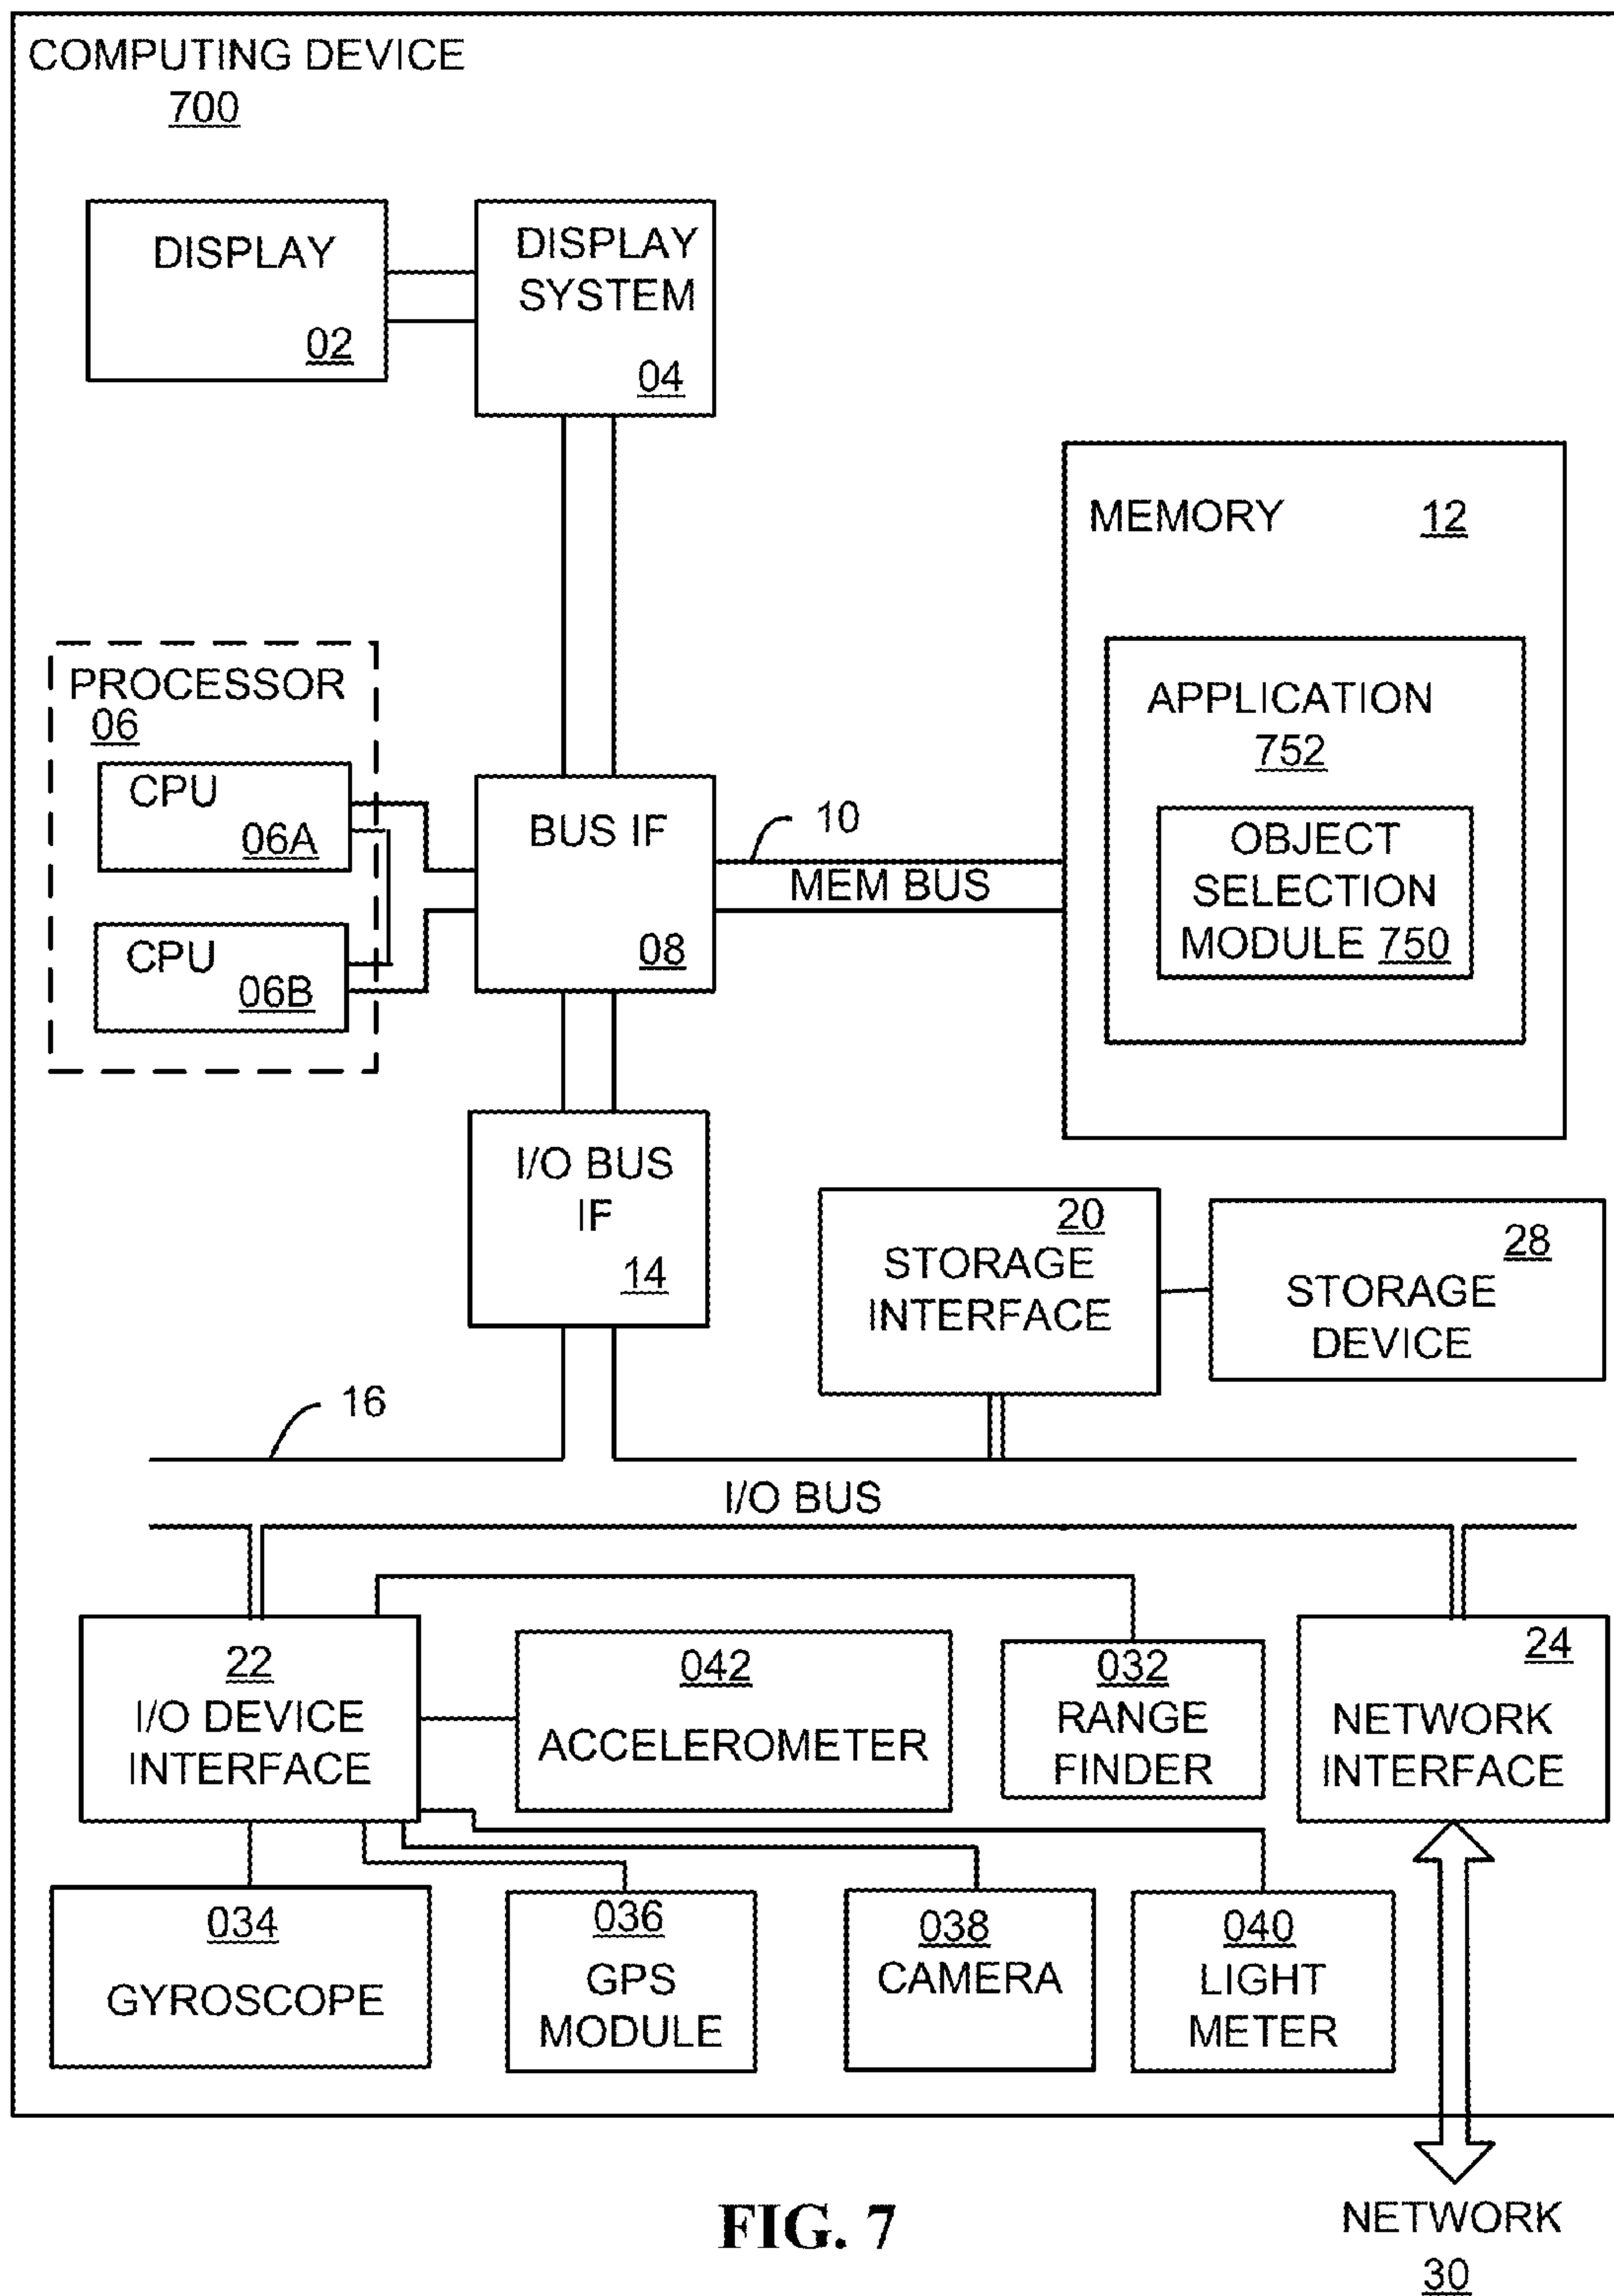 COMPUTING DEVICE
700
DISPLAY
02
DISPLAY
SYSTEM
04
MEMORY 12
APPLICATION
752
OBJECT
SELECTION
MODULE 750
PROCESSOR
06
CPU
06A
CPU
06B
BUS IF
08
10
MEM BUS
I/O BUS
IF
14
20
STORAGE
INTERFACE
28
STORAGE
DEVICE
16
I/O BUS
22
I/O DEVICE
INTERFACE
042
ACCELEROMETER
032
RANGE
FINDER
24
NETWORK
INTERFACE
034
GYROSCOPE
036
GPS
MODULE
038
CAMERA
040
LIGHT
METER
FIG. 7
NETWORK
30